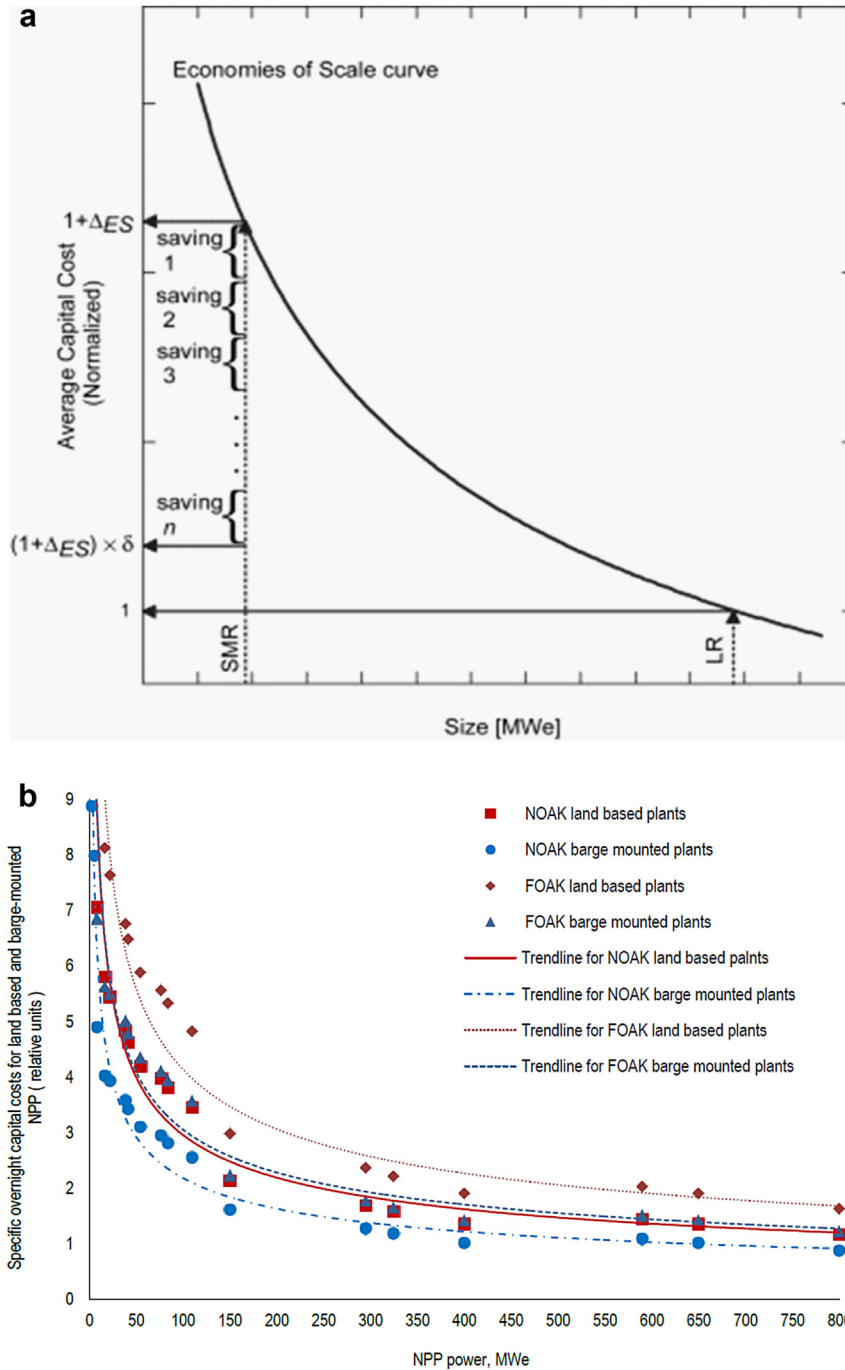 a
Economies of Scale curve
1+ΔES
saving
1
saving
2
saving
3
.
.
.
saving
n
(1+ΔES) × δ
1
Average Capital Cost
(Normalized)
SMR
LR
Size [MWe]
b
9
8
7
6
5
4
3
2
1
0
Specific overnight capital costs for land based and barge-mounted
NPP ( relative units)
NOAK land based plants
NOAK barge mounted plants
FOAK land based plants
FOAK barge mounted plants
Trendline for NOAK land based palnts
Trendline for NOAK barge mounted plants
Trendline for FOAK land based plants
Trendline for FOAK barge mounted plants
0 50 100 150 200 250 300 350 400 450 500 550 600 650 700 750 800
NPP power, MWe